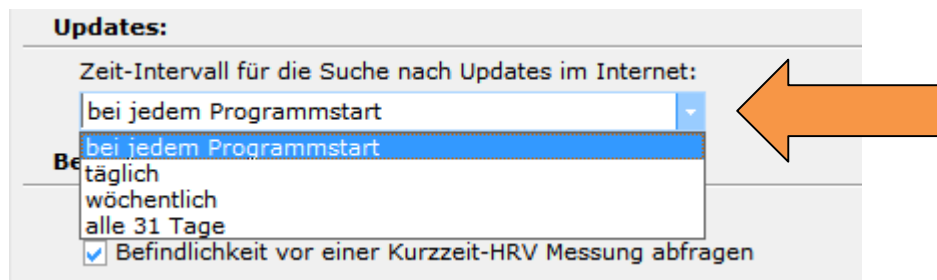 Updates:
Zeit-Intervall für die Suche nach Updates im Internet:
bei jedem Programmstart
bei jedem Programmstart
Be
täglich
wöchentlich
alle 31 Tage
Befindlichkeit vor einer Kurzzeit-HRV Messung abfragen